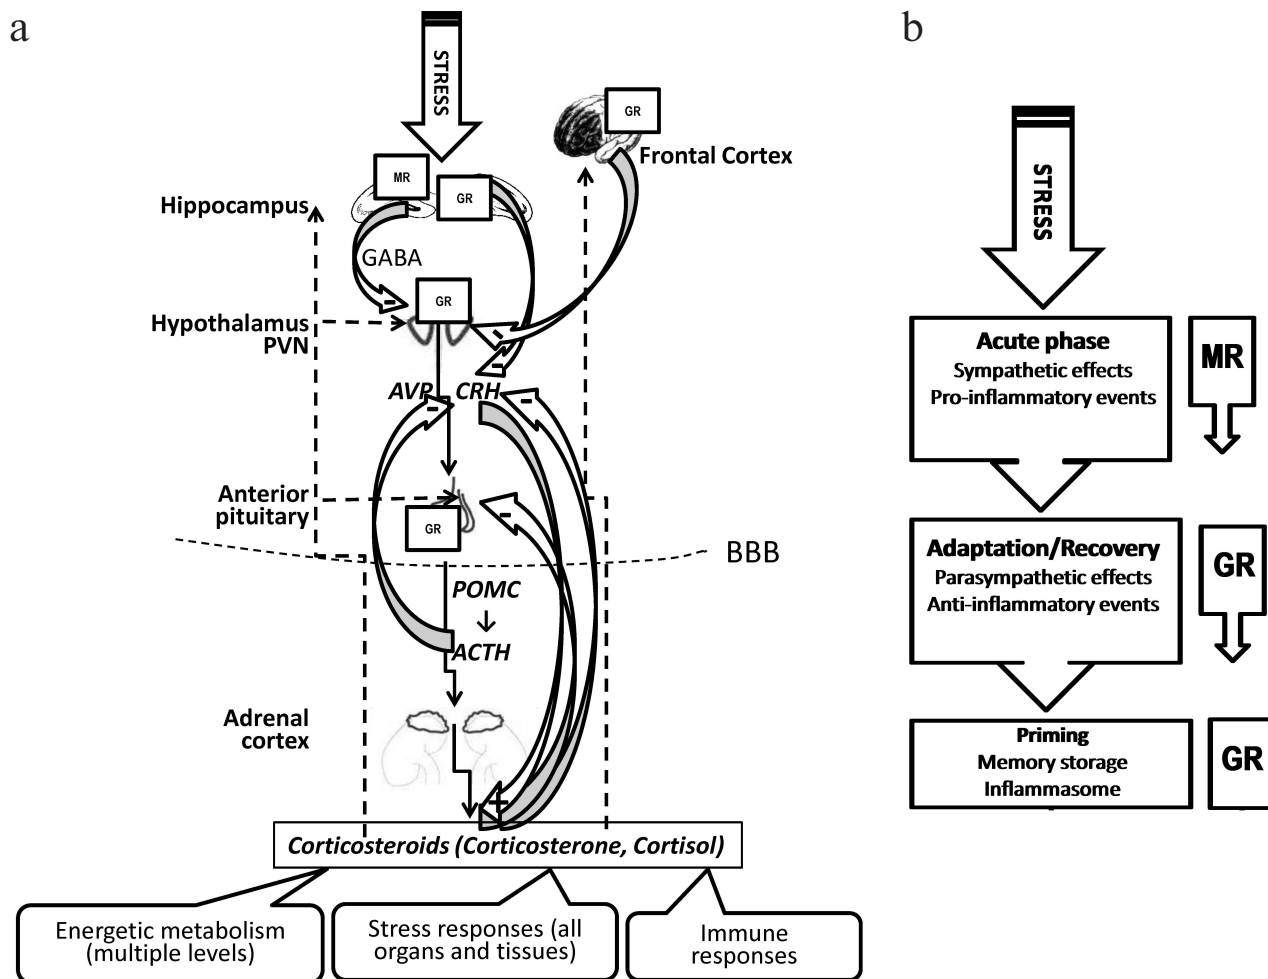 a
STRESS
GR
Frontal Cortex
MR
GR
Hippocampus
GABA
-
GR
Hypothalamus
PVN
-
-
AVP
CRH
-
-
Anterior
pituitary
GR
-
BBB
POMC
ACTH
Adrenal
cortex
+
Corticosteroids (Corticosterone, Cortisol)
Energetic metabolism
(multiple levels)
Stress responses (all
organs and tissues)
Immune
responses
b
STRESS
Acute phase
Sympathetic effects
Pro-inflammatory events
MR
Adaptation/Recovery
Parasympathetic effects
Anti-inflammatory events
GR
Priming
Memory storage
Inflammasome
GR